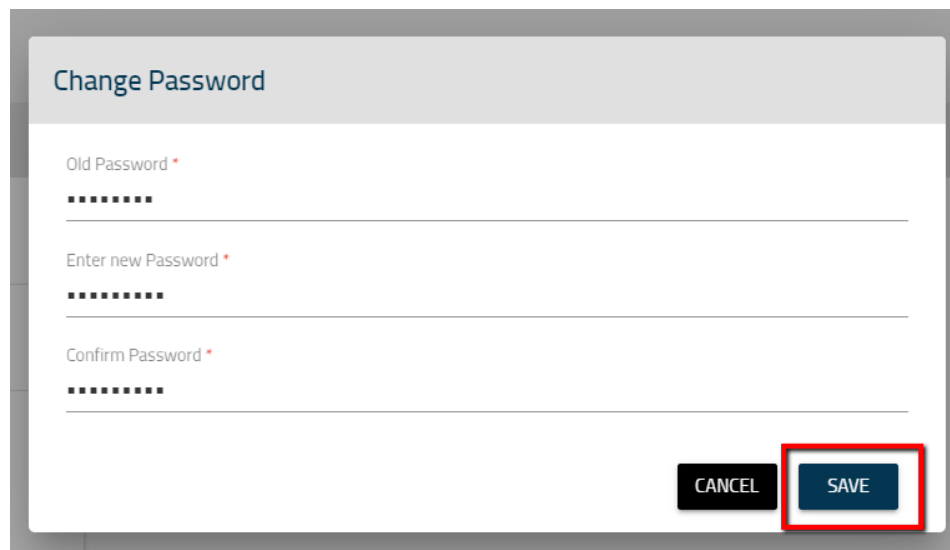 Change Password
Old Password *
▪▪▪▪▪▪▪▪
Enter new Password *
▪▪▪▪▪▪▪▪▪
Confirm Password *
▪▪▪▪▪▪▪▪▪
CANCEL SAVE